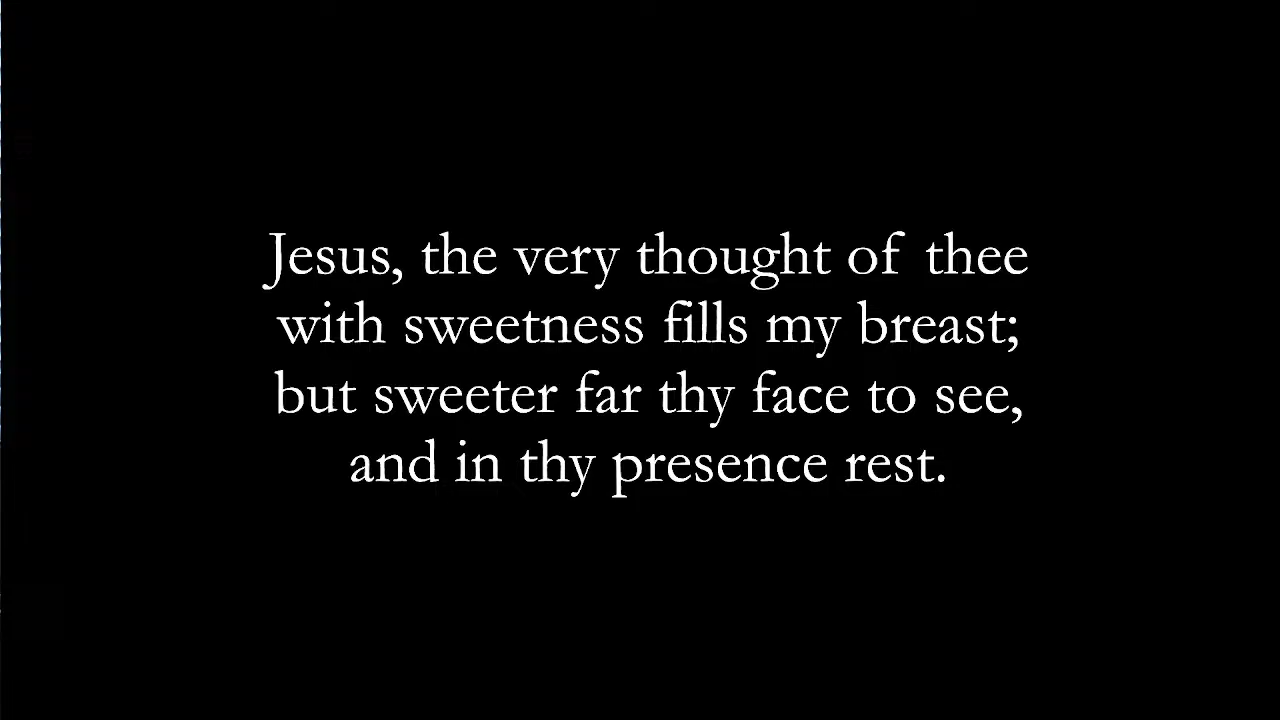 Jesus, the very thought of thee
with sweetness fills my breast;
but sweeter far thy face to see,
and in thy presence rest.